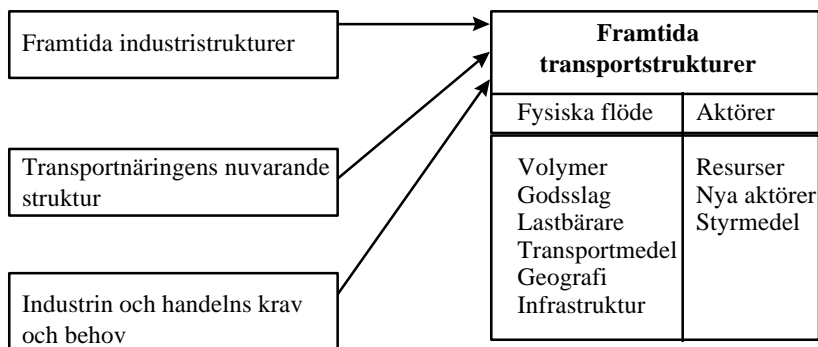 Framtida industristrukturer
Transportnäringens nuvarande
struktur
Industrin och handelns krav
och behov
Framtida
transportstrukturer
Fysiska flöde
Aktörer
Volymer
Godsslag
Lastbärare
Transportmedel
Geografi
Infrastruktur
Resurser
Nya aktörer
Styrmedel